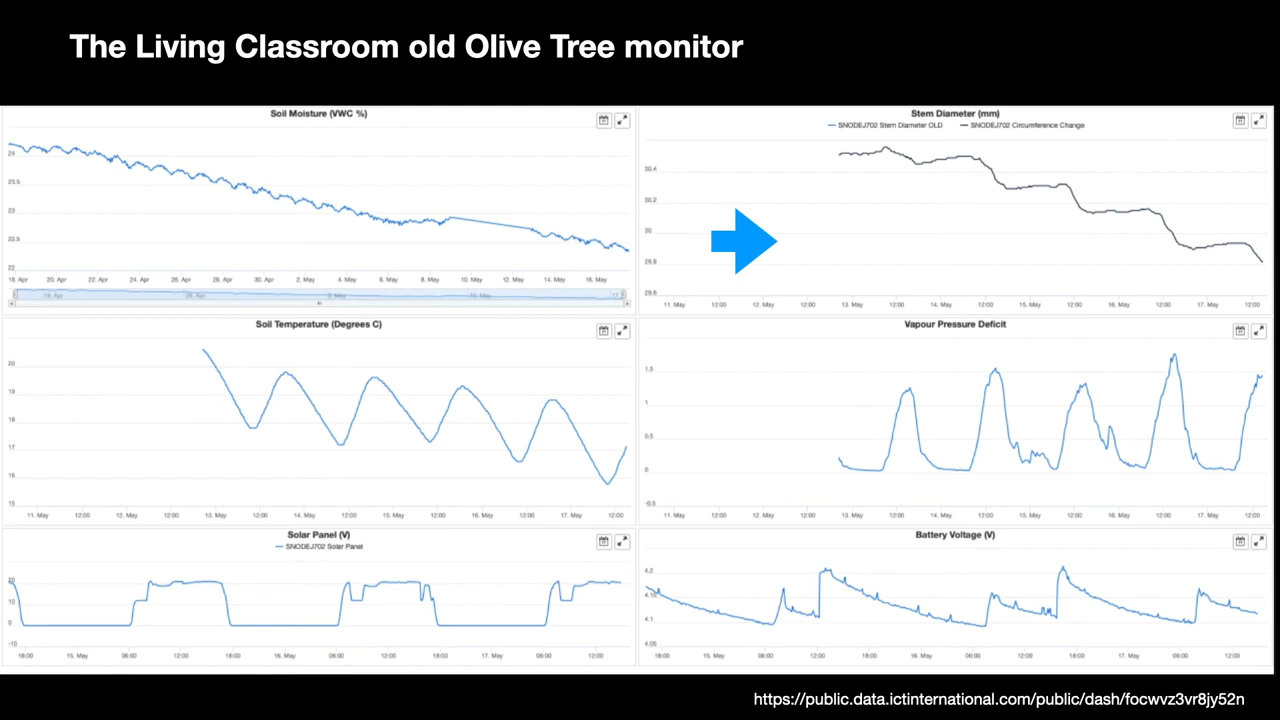 The Living Classroom old Olive Tree monitor
Soil Moisture (VWC %)
24
23.5
23
22.5
22
18. Apr 20. Apr 22. Apr 24. Apr 26. Apr 28. Apr 30. Apr 2. May 4. May 6. May 8. May 10. May 12. May 14. May 16. May
Stem Diameter (mm)
SNODEJ702 Stem Diameter OLD SNODEJ702 Circumference Change
30.4
30.2
30
29.8
29.6
11. May 12:00 12. May 12:00 13. May 12:00 14. May 12:00 15. May 12:00 16. May 12:00 17. May 12:00
Soil Temperature (Degrees C)
20
19
18
17
16
15
11. May 12:00 12. May 12:00 13. May 12:00 14. May 12:00 15. May 12:00 16. May 12:00 17. May 12:00
Vapour Pressure Deficit
1.5
1
0.5
0
-0.5
11. May 12:00 12. May 12:00 13. May 12:00 14. May 12:00 15. May 12:00 16. May 12:00 17. May 12:00
Solar Panel (V)
SNODEJ702 Solar Panel
20
10
0
-10
18:00 15. May 06:00 12:00 18:00 16. May 06:00 12:00 18:00 17. May 06:00 12:00
Battery Voltage (V)
4.2
4.15
4.1
4.05
18:00 15. May 06:00 12:00 18:00 16. May 06:00 12:00 18:00 17. May 06:00 12:00
https://public.data.ictinternational.com/public/dash/focwvz3vr8jy52n